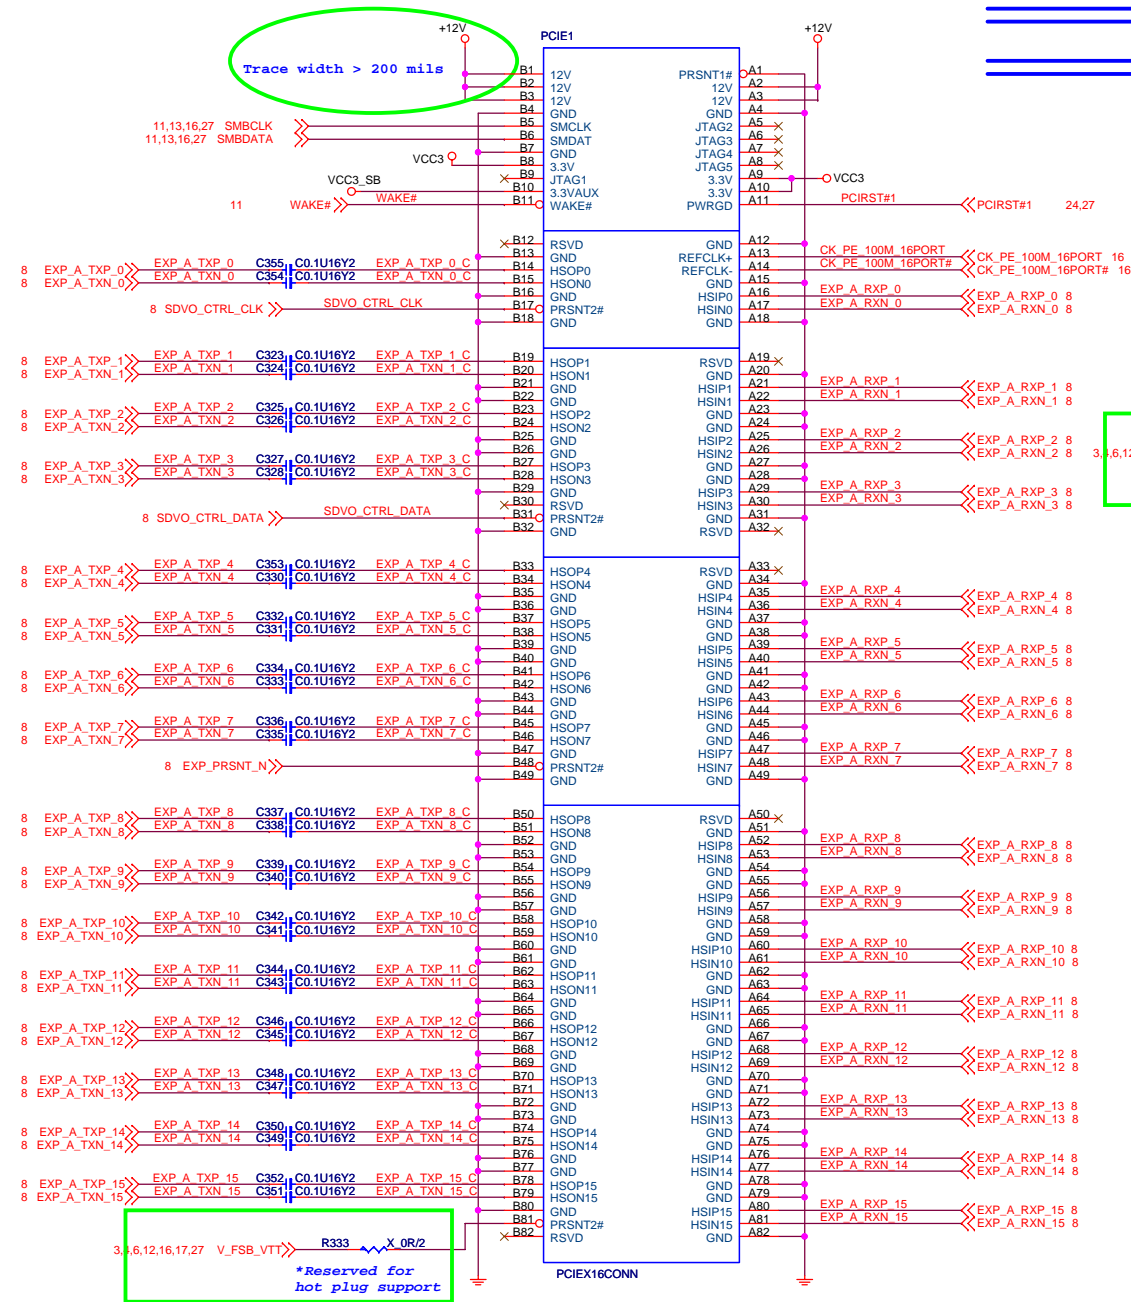 +12V
+12V
PCIE1
Trace width > 200 mils
B1 12V PRSNT1# A1
B2 12V 12V A2
B3 12V 12V A3
B4 GND GND A4
11,13,16,27 SMBCLK B5 SMCLK JTAG2 A5
11,13,16,27 SMBDATA B6 SMDAT JTAG3 A6
B7 GND JTAG4 A7
VCC3 B8 3.3V JTAG5 A8
B9 JTAG1 3.3V A9 VCC3
VCC3_SB B10 3.3VAUX 3.3V A10
11 WAKE# WAKE# B11 WAKE# PWRGD A11 PCIRST#1 PCIRST#1 24,27
B12 RSVD GND A12
B13 GND REFCLK+ A13 CK_PE_100M_16PORT CK_PE_100M_16PORT 16
8 EXP_A_TXP_0 EXP_A_TXP_0 C355 C0.1U16Y2 EXP_A_TXP_0_C B14 HSOP0 REFCLK- A14 CK_PE_100M_16PORT# CK_PE_100M_16PORT# 16
8 EXP_A_TXN_0 EXP_A_TXN_0 C354 C0.1U16Y2 EXP_A_TXN_0_C B15 HSON0 GND A15
B16 GND HSIP0 A16 EXP_A_RXP_0 EXP_A_RXP_0 8
8 SDVO_CTRL_CLK SDVO_CTRL_CLK B17 PRSNT2# HSIN0 A17 EXP_A_RXN_0 EXP_A_RXN_0 8
B18 GND GND A18
8 EXP_A_TXP_1 EXP_A_TXP_1 C323 C0.1U16Y2 EXP_A_TXP_1_C B19 HSOP1 RSVD A19
8 EXP_A_TXN_1 EXP_A_TXN_1 C324 C0.1U16Y2 EXP_A_TXN_1_C B20 HSON1 GND A20
B21 GND HSIP1 A21 EXP_A_RXP_1 EXP_A_RXP_1 8
B22 GND HSIN1 A22 EXP_A_RXN_1 EXP_A_RXN_1 8
8 EXP_A_TXP_2 EXP_A_TXP_2 C325 C0.1U16Y2 EXP_A_TXP_2_C B23 HSOP2 GND A23
8 EXP_A_TXN_2 EXP_A_TXN_2 C326 C0.1U16Y2 EXP_A_TXN_2_C B24 HSON2 GND A24
B25 GND HSIP2 A25 EXP_A_RXP_2 EXP_A_RXP_2 8
B26 GND HSIN2 A26 EXP_A_RXN_2 EXP_A_RXN_2 8
8 EXP_A_TXP_3 EXP_A_TXP_3 C327 C0.1U16Y2 EXP_A_TXP_3_C B27 HSOP3 GND A27
8 EXP_A_TXN_3 EXP_A_TXN_3 C328 C0.1U16Y2 EXP_A_TXN_3_C B28 HSON3 GND A28
B29 GND HSIP3 A29 EXP_A_RXP_3 EXP_A_RXP_3 8
B30 RSVD HSIN3 A30 EXP_A_RXN_3 EXP_A_RXN_3 8
8 SDVO_CTRL_DATA SDVO_CTRL_DATA B31 PRSNT2# GND A31
B32 GND RSVD A32
8 EXP_A_TXP_4 EXP_A_TXP_4 C353 C0.1U16Y2 EXP_A_TXP_4_C B33 HSOP4 RSVD A33
8 EXP_A_TXN_4 EXP_A_TXN_4 C330 C0.1U16Y2 EXP_A_TXN_4_C B34 HSON4 GND A34
B35 GND HSIP4 A35 EXP_A_RXP_4 EXP_A_RXP_4 8
B36 GND HSIN4 A36 EXP_A_RXN_4 EXP_A_RXN_4 8
8 EXP_A_TXP_5 EXP_A_TXP_5 C332 C0.1U16Y2 EXP_A_TXP_5_C B37 HSOP5 GND A37
8 EXP_A_TXN_5 EXP_A_TXN_5 C331 C0.1U16Y2 EXP_A_TXN_5_C B38 HSON5 GND A38
B39 GND HSIP5 A39 EXP_A_RXP_5 EXP_A_RXP_5 8
B40 GND HSIN5 A40 EXP_A_RXN_5 EXP_A_RXN_5 8
8 EXP_A_TXP_6 EXP_A_TXP_6 C334 C0.1U16Y2 EXP_A_TXP_6_C B41 HSOP6 GND A41
8 EXP_A_TXN_6 EXP_A_TXN_6 C333 C0.1U16Y2 EXP_A_TXN_6_C B42 HSON6 GND A42
B43 GND HSIP6 A43 EXP_A_RXP_6 EXP_A_RXP_6 8
B44 GND HSIN6 A44 EXP_A_RXN_6 EXP_A_RXN_6 8
8 EXP_A_TXP_7 EXP_A_TXP_7 C336 C0.1U16Y2 EXP_A_TXP_7_C B45 HSOP7 GND A45
8 EXP_A_TXN_7 EXP_A_TXN_7 C335 C0.1U16Y2 EXP_A_TXN_7_C B46 HSON7 GND A46
B47 GND HSIP7 A47 EXP_A_RXP_7 EXP_A_RXP_7 8
8 EXP_PRSNT_N B48 PRSNT2# HSIN7 A48 EXP_A_RXN_7 EXP_A_RXN_7 8
B49 GND GND A49
8 EXP_A_TXP_8 EXP_A_TXP_8 C337 C0.1U16Y2 EXP_A_TXP_8_C B50 HSOP8 RSVD A50
8 EXP_A_TXN_8 EXP_A_TXN_8 C338 C0.1U16Y2 EXP_A_TXN_8_C B51 HSON8 GND A51
B52 GND HSIP8 A52 EXP_A_RXP_8 EXP_A_RXP_8 8
B53 GND HSIN8 A53 EXP_A_RXN_8 EXP_A_RXN_8 8
8 EXP_A_TXP_9 EXP_A_TXP_9 C339 C0.1U16Y2 EXP_A_TXP_9_C B54 HSOP9 GND A54
8 EXP_A_TXN_9 EXP_A_TXN_9 C340 C0.1U16Y2 EXP_A_TXN_9_C B55 HSON9 GND A55
B56 GND HSIP9 A56 EXP_A_RXP_9 EXP_A_RXP_9 8
B57 GND HSIN9 A57 EXP_A_RXN_9 EXP_A_RXN_9 8
8 EXP_A_TXP_10 EXP_A_TXP_10 C342 C0.1U16Y2 EXP_A_TXP_10_C B58 HSOP10 GND A58
8 EXP_A_TXN_10 EXP_A_TXN_10 C341 C0.1U16Y2 EXP_A_TXN_10_C B59 HSON10 GND A59
B60 GND HSIP10 A60 EXP_A_RXP_10 EXP_A_RXP_10 8
B61 GND HSIN10 A61 EXP_A_RXN_10 EXP_A_RXN_10 8
8 EXP_A_TXP_11 EXP_A_TXP_11 C344 C0.1U16Y2 EXP_A_TXP_11_C B62 HSOP11 GND A62
8 EXP_A_TXN_11 EXP_A_TXN_11 C343 C0.1U16Y2 EXP_A_TXN_11_C B63 HSON11 GND A63
B64 GND HSIP11 A64 EXP_A_RXP_11 EXP_A_RXP_11 8
B65 GND HSIN11 A65 EXP_A_RXN_11 EXP_A_RXN_11 8
8 EXP_A_TXP_12 EXP_A_TXP_12 C346 C0.1U16Y2 EXP_A_TXP_12_C B66 HSOP12 GND A66
8 EXP_A_TXN_12 EXP_A_TXN_12 C345 C0.1U16Y2 EXP_A_TXN_12_C B67 HSON12 GND A67
B68 GND HSIP12 A68 EXP_A_RXP_12 EXP_A_RXP_12 8
B69 GND HSIN12 A69 EXP_A_RXN_12 EXP_A_RXN_12 8
8 EXP_A_TXP_13 EXP_A_TXP_13 C348 C0.1U16Y2 EXP_A_TXP_13_C B70 HSOP13 GND A70
8 EXP_A_TXN_13 EXP_A_TXN_13 C347 C0.1U16Y2 EXP_A_TXN_13_C B71 HSON13 GND A71
B72 GND HSIP13 A72 EXP_A_RXP_13 EXP_A_RXP_13 8
B73 GND HSIN13 A73 EXP_A_RXN_13 EXP_A_RXN_13 8
8 EXP_A_TXP_14 EXP_A_TXP_14 C350 C0.1U16Y2 EXP_A_TXP_14_C B74 HSOP14 GND A74
8 EXP_A_TXN_14 EXP_A_TXN_14 C349 C0.1U16Y2 EXP_A_TXN_14_C B75 HSON14 GND A75
B76 GND HSIP14 A76 EXP_A_RXP_14 EXP_A_RXP_14 8
B77 GND HSIN14 A77 EXP_A_RXN_14 EXP_A_RXN_14 8
8 EXP_A_TXP_15 EXP_A_TXP_15 C352 C0.1U16Y2 EXP_A_TXP_15_C B78 HSOP15 GND A78
8 EXP_A_TXN_15 EXP_A_TXN_15 C351 C0.1U16Y2 EXP_A_TXN_15_C B79 HSON15 GND A79
B80 GND HSIP15 A80 EXP_A_RXP_15 EXP_A_RXP_15 8
B81 PRSNT2# HSIN15 A81 EXP_A_RXN_15 EXP_A_RXN_15 8
B82 RSVD GND A82
3,4,6,12,16,17,27 V_FSB_VTT R333 X_0R/2
*Reserved for
hot plug support
PCIEX16CONN